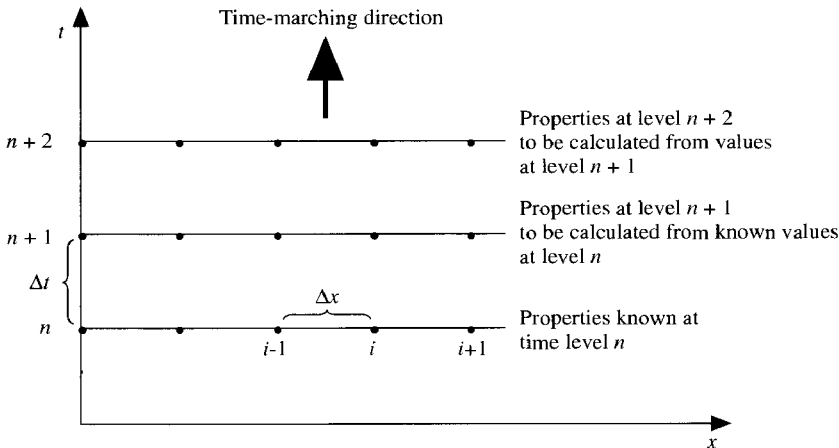 t
Time-marching direction
n + 2
Properties at level n + 2
to be calculated from values
at level n + 1
n + 1
Properties at level n + 1
to be calculated from known values
at level n
Δt
Δx
n
Properties known at
time level n
i-1
i
i+1
x